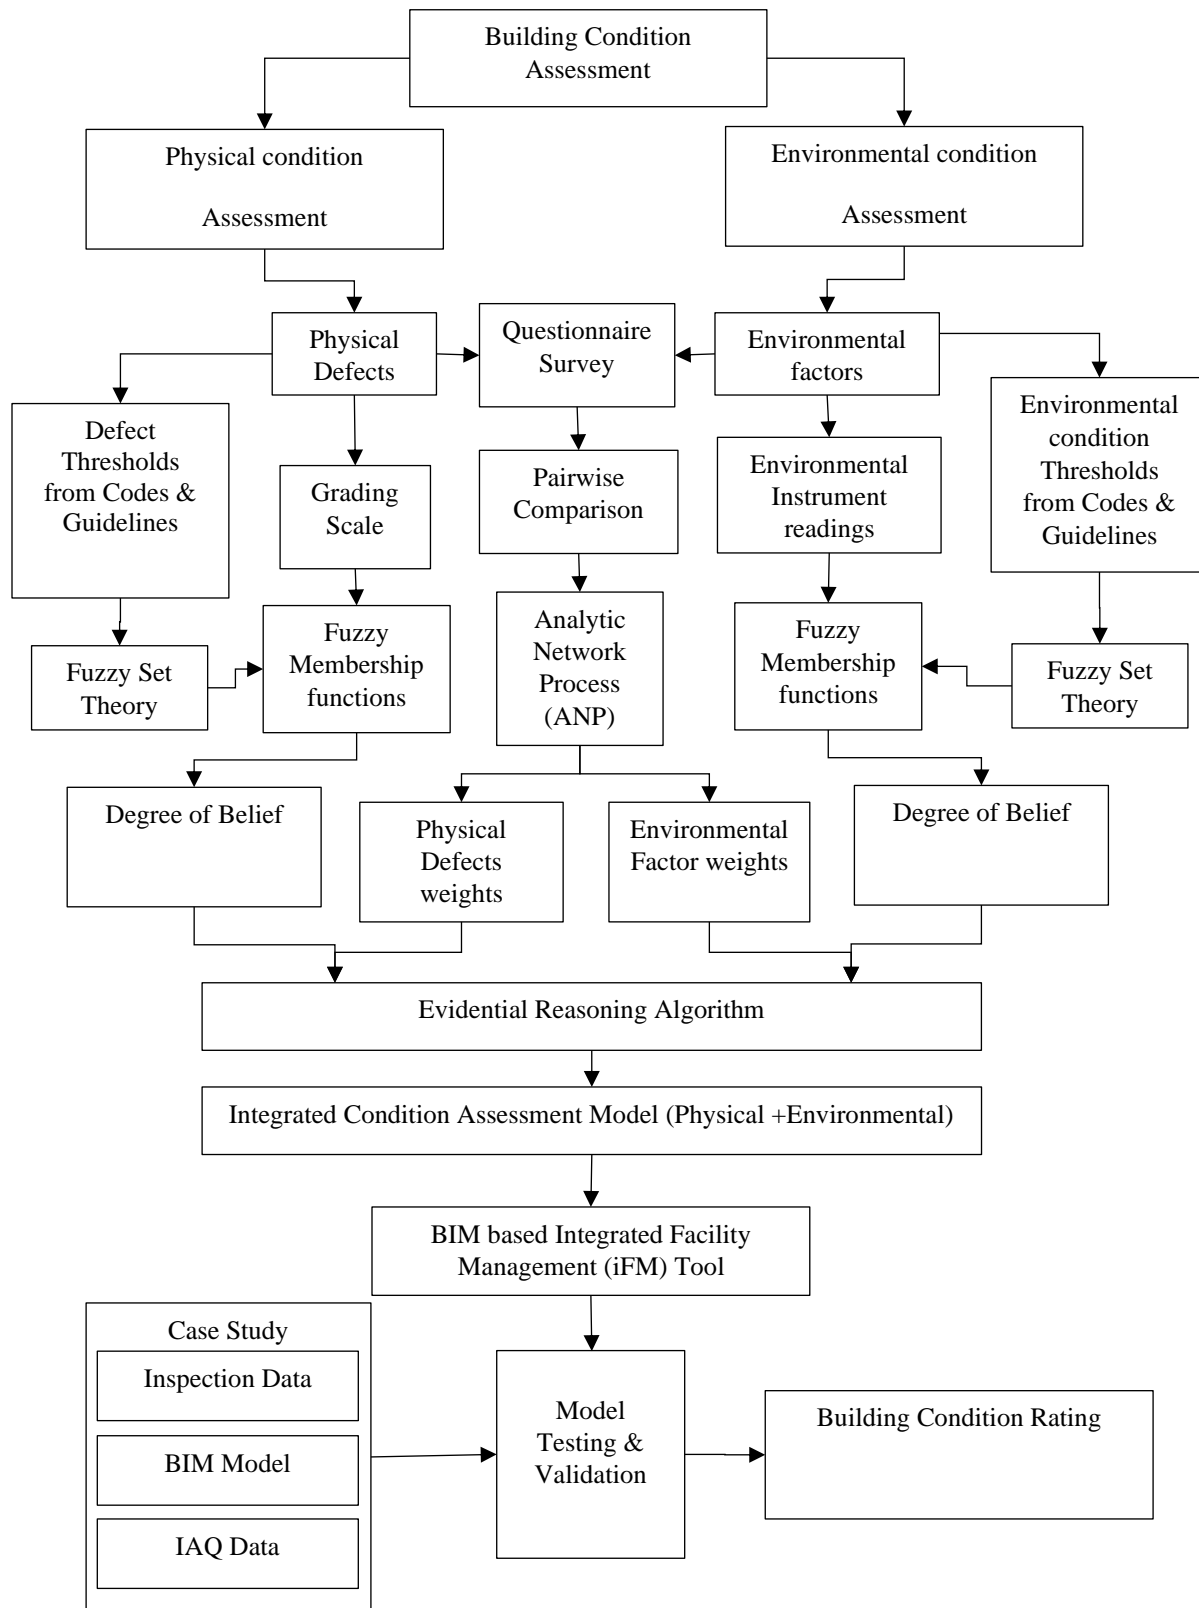 Building Condition
Assessment
Physical condition
Assessment
Environmental condition
Assessment
Physical
Defects
Questionnaire
Survey
Environmental
factors
Defect
Thresholds
from Codes &
Guidelines
Grading
Scale
Pairwise
Comparison
Environmental
Instrument
readings
Environmental
condition
Thresholds
from Codes &
Guidelines
Fuzzy Set
Theory
Fuzzy
Membership
functions
Analytic
Network
Process
(ANP)
Fuzzy
Membership
functions
Fuzzy Set
Theory
Degree of Belief
Physical
Defects
weights
Environmental
Factor weights
Degree of Belief
Evidential Reasoning Algorithm
Integrated Condition Assessment Model (Physical +Environmental)
BIM based Integrated Facility
Management (iFM) Tool
Case Study
Inspection Data
BIM Model
IAQ Data
Model
Testing &
Validation
Building Condition Rating